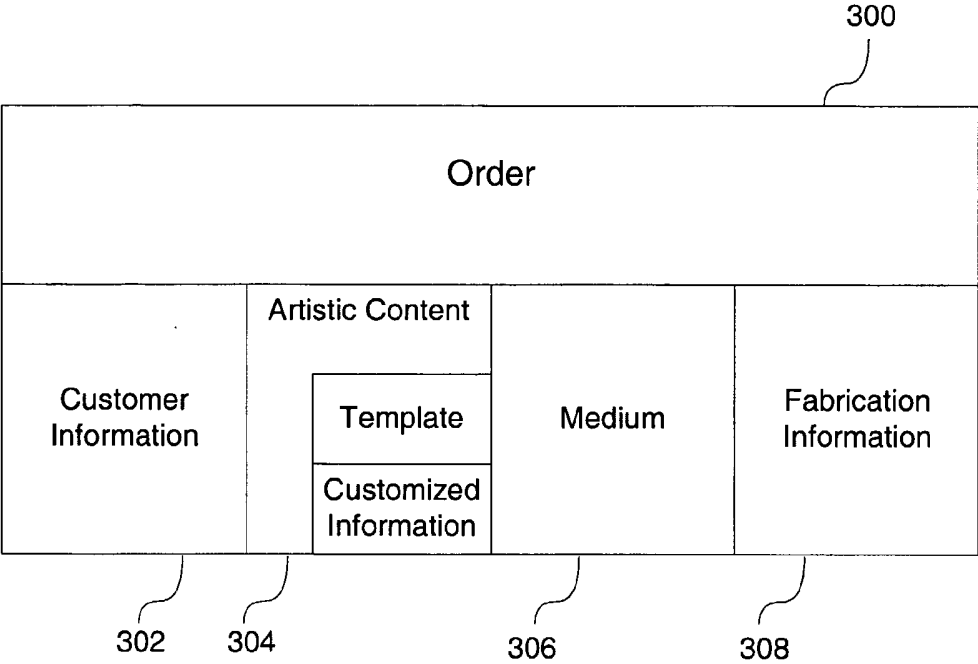 300
Order
Artistic Content
Customer
Information
Template
Customized
Information
Medium
Fabrication
Information
302
304
306
308